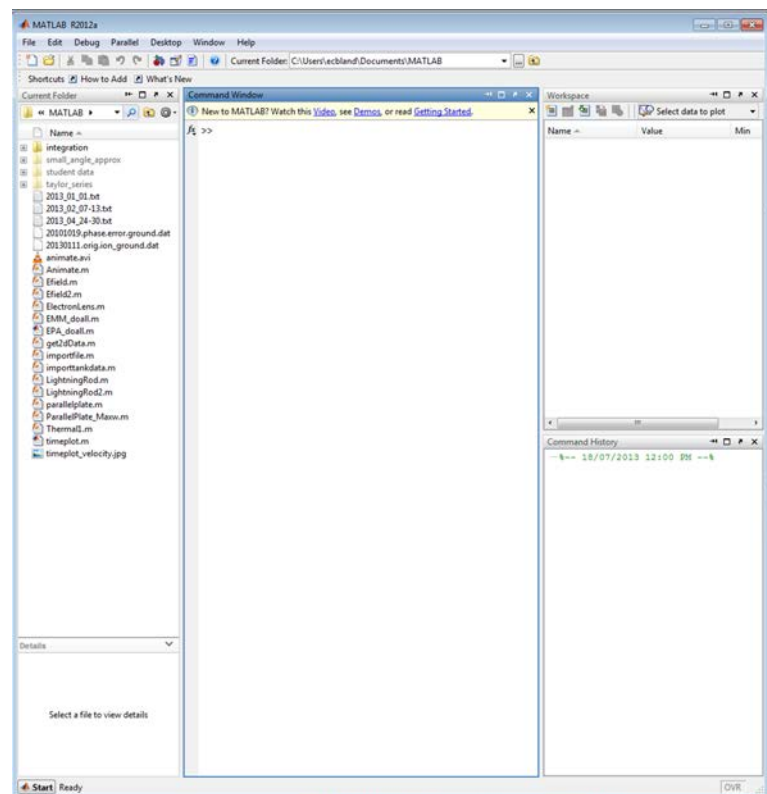 MATLAB R2012a
File Edit Debug Parallel Desktop Window Help
Current Folder: C:\Users\ecbland\Documents\MATLAB
Shortcuts How to Add What's New
Current Folder
« MATLAB
Name
integration
small_angle_approx
student data
taylor_series
2013_01_01.txt
2013_02_07-13.txt
2013_04_24-30.txt
20101019.phase.error.ground.dat
20130111.orig.ion_ground.dat
animate.avi
Animate.m
Efield.m
Efield2.m
ElectronLens.m
EMM_doall.m
EPA_doall.m
get2dData.m
importfile.m
importtankdata.m
LightningRod.m
LightningRod2.m
parallelplate.m
ParallelPlate_Maxw.m
Thermal1.m
timeplot.m
timeplot_velocity.jpg
Details
Select a file to view details
Command Window
New to MATLAB? Watch this Video, see Demos, or read Getting Started.
fx >>
Workspace
Select data to plot
Name Value Min
Command History
%-- 18/07/2013 12:00 PM --%
Start Ready
OVR